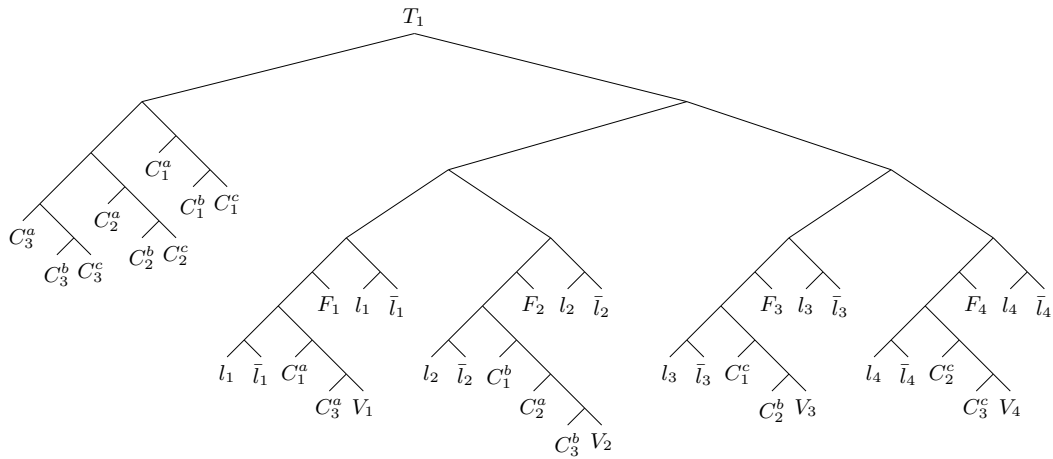 T_1
C_1^a
C_1^b C_1^c
C_2^a
C_3^a
C_2^b C_2^c
C_3^b C_3^c
F_1 l_1 \bar{l}_1 F_2 l_2 \bar{l}_2 F_3 l_3 \bar{l}_3 F_4 l_4 \bar{l}_4
l_1 \bar{l}_1 C_1^a l_2 \bar{l}_2 C_1^b l_3 \bar{l}_3 C_1^c l_4 \bar{l}_4 C_2^c
C_3^a V_1 C_2^a C_2^b V_3 C_3^c V_4
C_3^b V_2